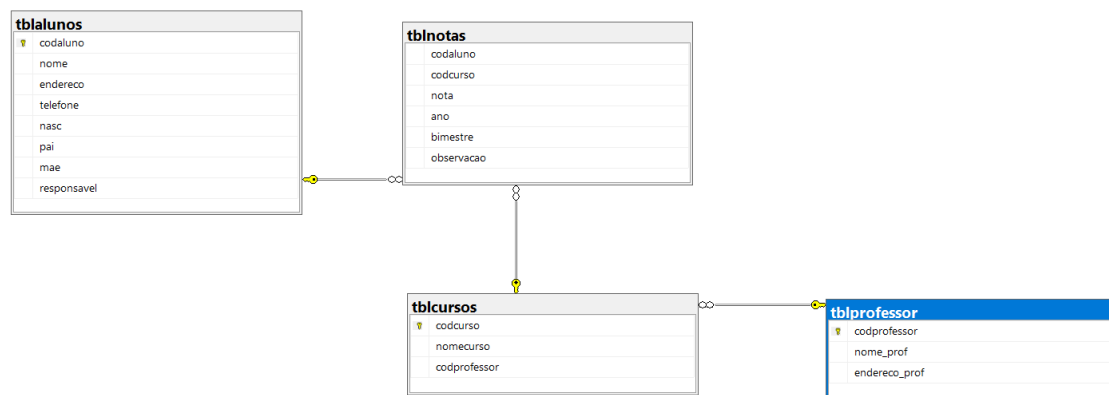 tblalunos
codaluno
nome
endereco
telefone
nasc
pai
mae
responsavel
tblnotas
codaluno
codcurso
nota
ano
bimestre
observacao
tblcursos
codcurso
nomecurso
codprofessor
tblprofessor
codprofessor
nome_prof
endereco_prof